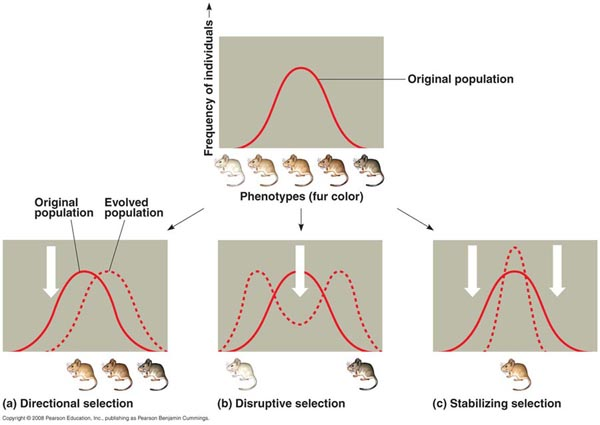 Frequency of individuals
Original population
Phenotypes (fur color)
Original
population
Evolved
population
(a) Directional selection
(b) Disruptive selection
(c) Stabilizing selection
Copyright © 2008 Pearson Education, Inc., publishing as Pearson Benjamin Cummings.